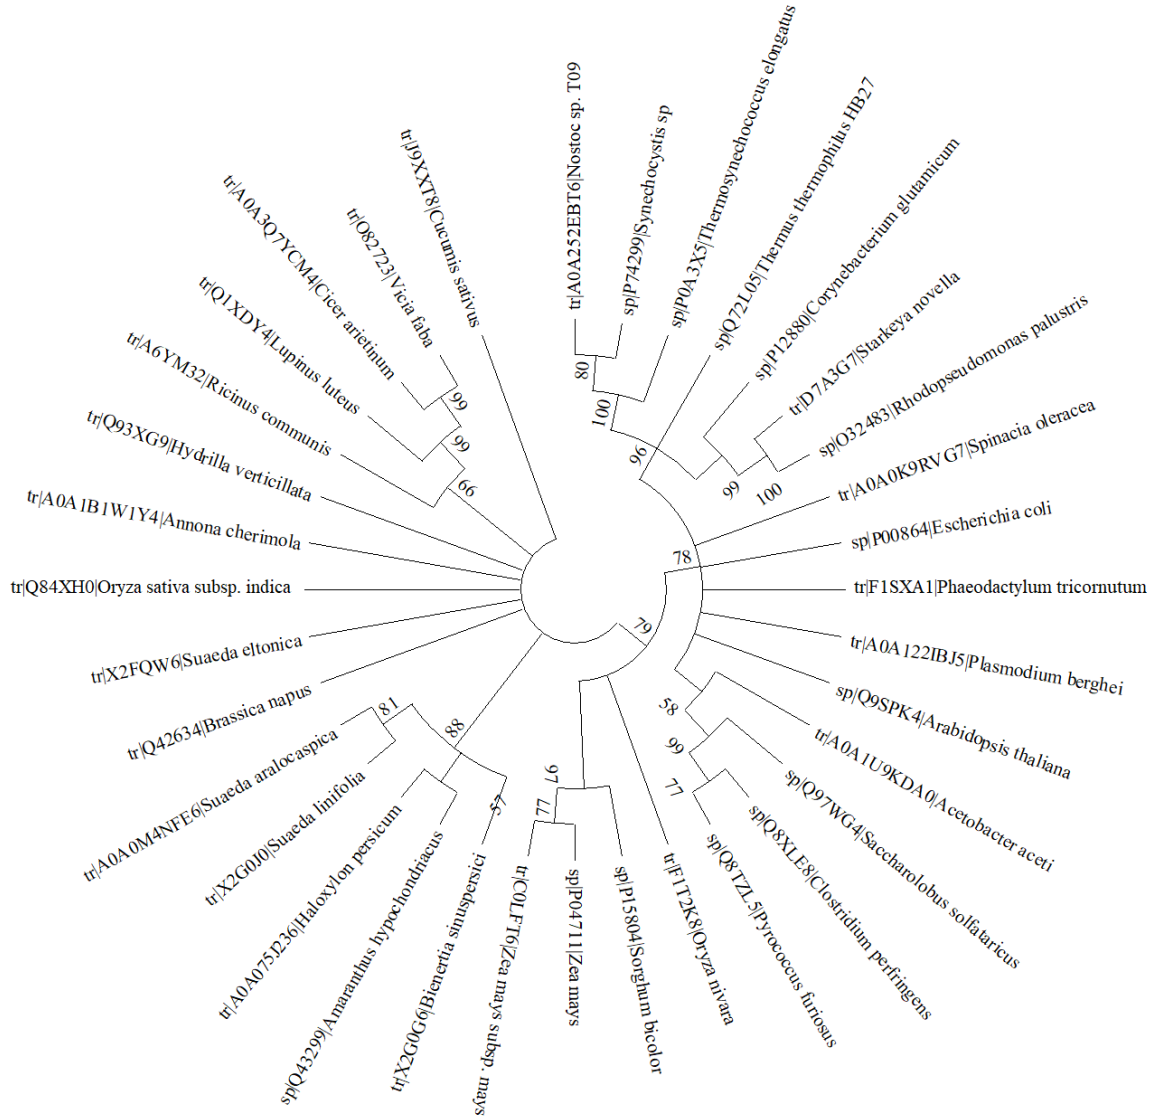 tr|A0A252EBT6|Nostoc sp. T09
sp|P74299|Synechocystis sp
sp|P0A3X5|Thermosynechococcus elongatus
sp|Q72L05|Thermus thermophilus HB27
sp|P12880|Corynebacterium glutamicum
tr|D7A3G7|Starkeya novella
sp|O32483|Rhodopseudomonas palustris
tr|A0A0K9RVG7|Spinacia oleracea
sp|P00864|Escherichia coli
tr|F1SXA1|Phaeodactylum tricornutum
tr|A0A122IBJ5|Plasmodium berghei
sp|Q9SPK4|Arabidopsis thaliana
tr|A0A1U9KDA0|Acetobacter aceti
sp|Q97WG4|Saccharolobus solfataricus
sp|Q8XLE8|Clostridium perfringens
sp|Q8TZL5|Pyrococcus furiosus
tr|F1T2K8|Oryza nivara
sp|P15804|Sorghum bicolor
sp|P04711|Zea mays
tr|C0LFT6|Zea mays subsp. mays
tr|X2G0G6|Bienertia sinuspersici
sp|Q43299|Amaranthus hypochondriacus
tr|A0A075J236|Haloxylon persicum
tr|X2G0J0|Suaeda linifolia
tr|A0A0M4NFE6|Suaeda aralocaspica
tr|Q42634|Brassica napus
tr|X2FQW6|Suaeda eltonica
tr|Q84XH0|Oryza sativa subsp. indica
tr|A0A1B1W1Y4|Annona cherimola
tr|Q93XG9|Hydrilla verticillata
tr|A6YM32|Ricinus communis
tr|Q1XDY4|Lupinus luteus
tr|A0A3Q7YCM4|Cicer arietinum
tr|O82723|Vicia faba
tr|J9XXT8|Cucumis sativus
80
100
96
99
100
78
79
58
99
77
97
77
57
88
81
66
99
99